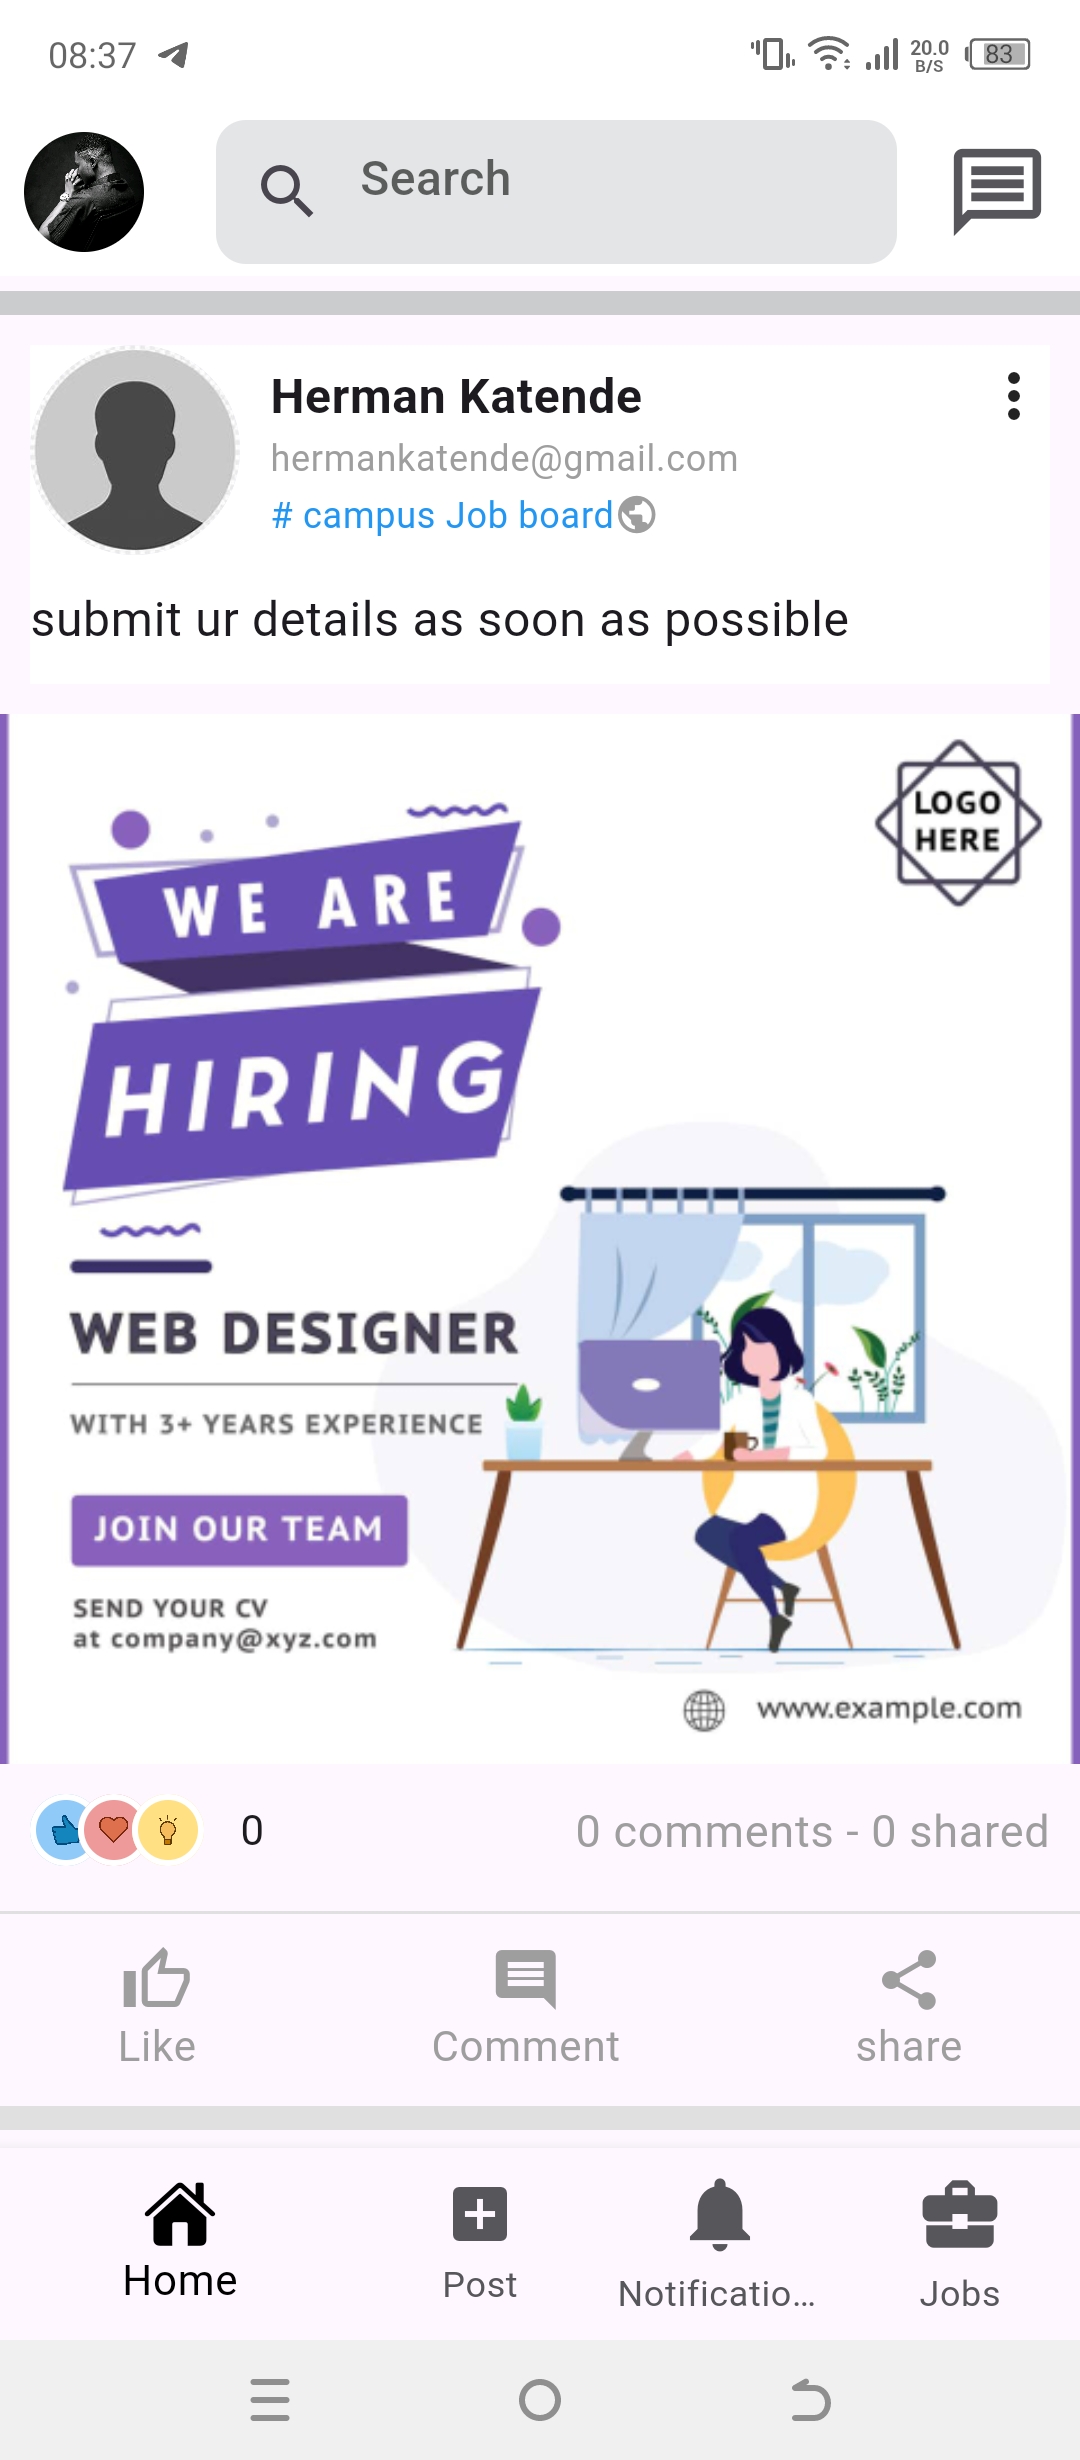 08:37
20.0
B/S
83
Search
Herman Katende
hermankatende@gmail.com
# campus Job board
submit ur details as soon as possible
LOGO
HERE
WE ARE
HIRING
WEB DESIGNER
WITH 3+ YEARS EXPERIENCE
JOIN OUR TEAM
SEND YOUR CV
at company@xyz.com
www.example.com
0
0 comments - 0 shared
Like
Comment
share
Home
Post
Notificatio...
Jobs